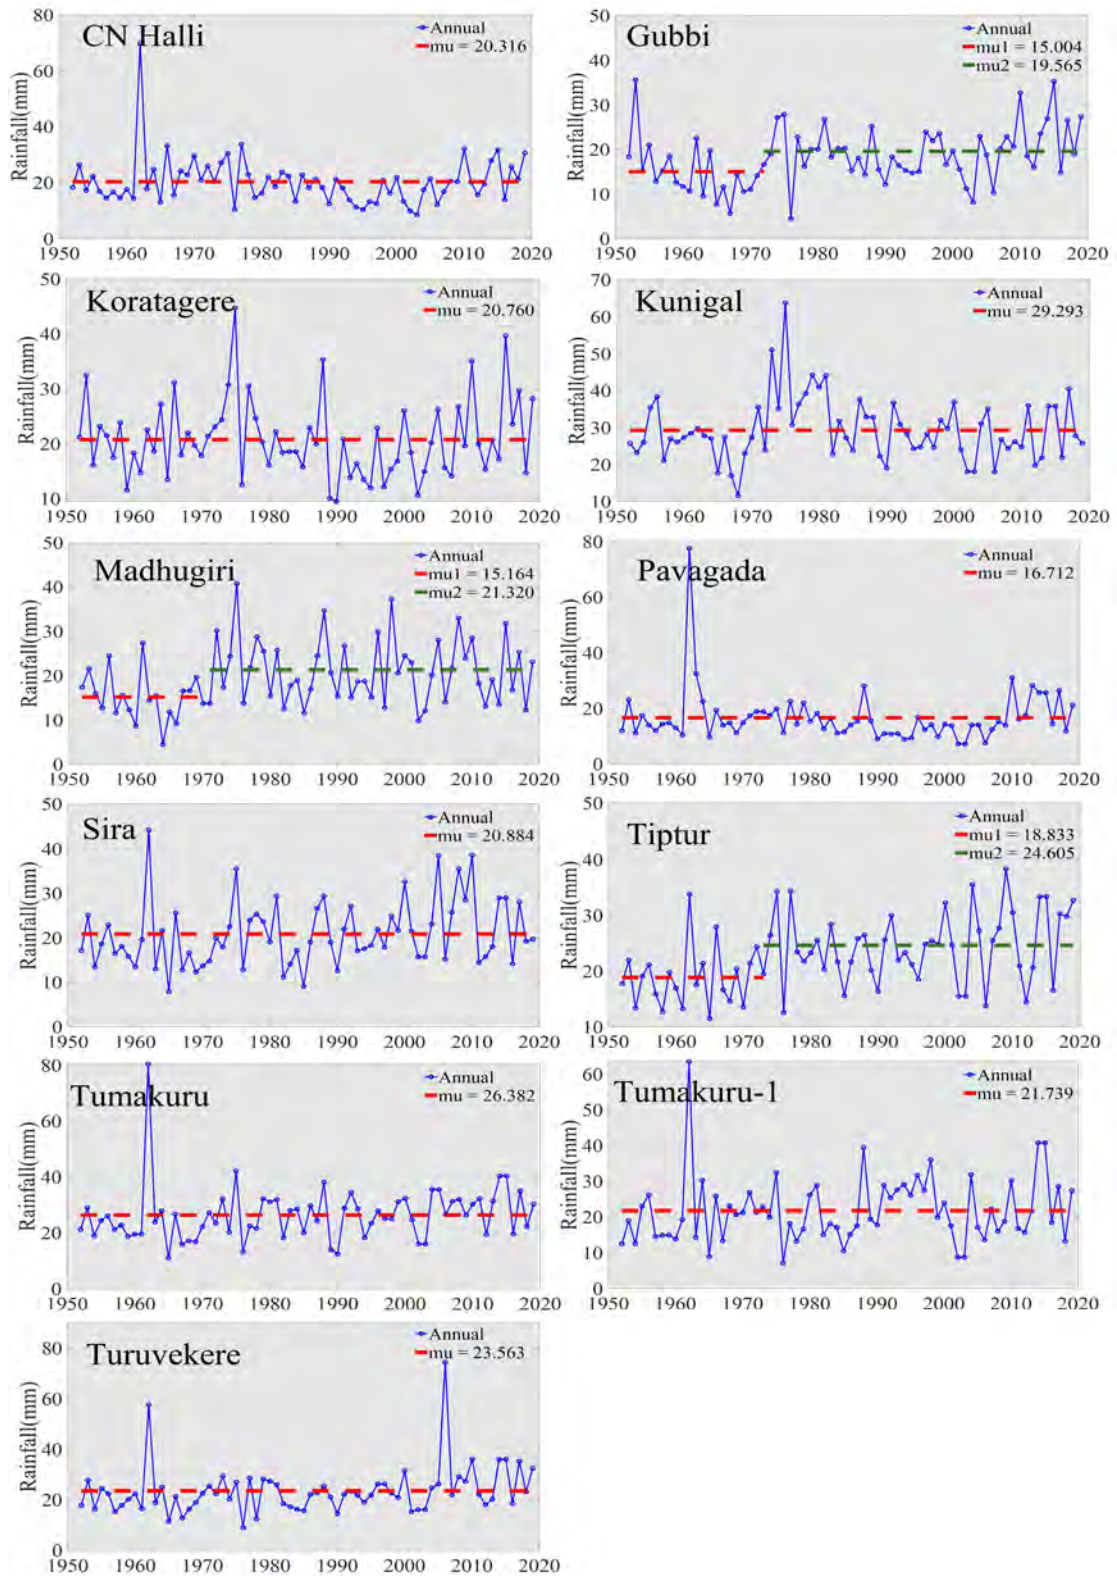 CN Halli
Annual
mu = 20.316
Rainfall(mm)
80
60
40
20
0
1950 1960 1970 1980 1990 2000 2010 2020
Gubbi
Annual
mu1 = 15.004
mu2 = 19.565
Rainfall(mm)
50
40
30
20
10
0
1950 1960 1970 1980 1990 2000 2010 2020
Koratagere
Annual
mu = 20.760
Rainfall(mm)
50
40
30
20
10
1950 1960 1970 1980 1990 2000 2010 2020
Kunigal
Annual
mu = 29.293
Rainfall(mm)
70
60
50
40
30
20
10
1950 1960 1970 1980 1990 2000 2010 2020
Madhugiri
Annual
mu1 = 15.164
mu2 = 21.320
Rainfall(mm)
50
40
30
20
10
0
1950 1960 1970 1980 1990 2000 2010 2020
Pavagada
Annual
mu = 16.712
Rainfall(mm)
80
60
40
20
0
1950 1960 1970 1980 1990 2000 2010 2020
Sira
Annual
mu = 20.884
Rainfall(mm)
50
40
30
20
10
0
1950 1960 1970 1980 1990 2000 2010 2020
Tiptur
Annual
mu1 = 18.833
mu2 = 24.605
Rainfall(mm)
50
40
30
20
10
1950 1960 1970 1980 1990 2000 2010 2020
Tumakuru
Annual
mu = 26.382
Rainfall(mm)
80
60
40
20
0
1950 1960 1970 1980 1990 2000 2010 2020
Tumakuru-1
Annual
mu = 21.739
Rainfall(mm)
60
50
40
30
20
10
0
1950 1960 1970 1980 1990 2000 2010 2020
Turuvekere
Annual
mu = 23.563
Rainfall(mm)
80
60
40
20
0
1950 1960 1970 1980 1990 2000 2010 2020